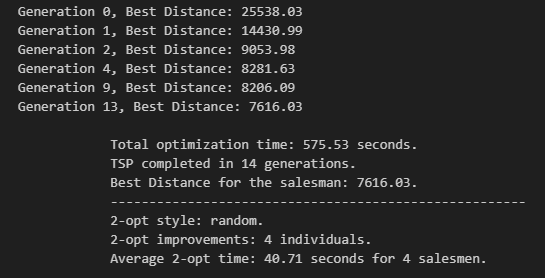 Generation 0, Best Distance: 25538.03
Generation 1, Best Distance: 14430.99
Generation 2, Best Distance: 9053.98
Generation 4, Best Distance: 8281.63
Generation 9, Best Distance: 8206.09
Generation 13, Best Distance: 7616.03
Total optimization time: 575.53 seconds.
TSP completed in 14 generations.
Best Distance for the salesman: 7616.03.
-----------------------------------------------------
2-opt style: random.
2-opt improvements: 4 individuals.
Average 2-opt time: 40.71 seconds for 4 salesmen.